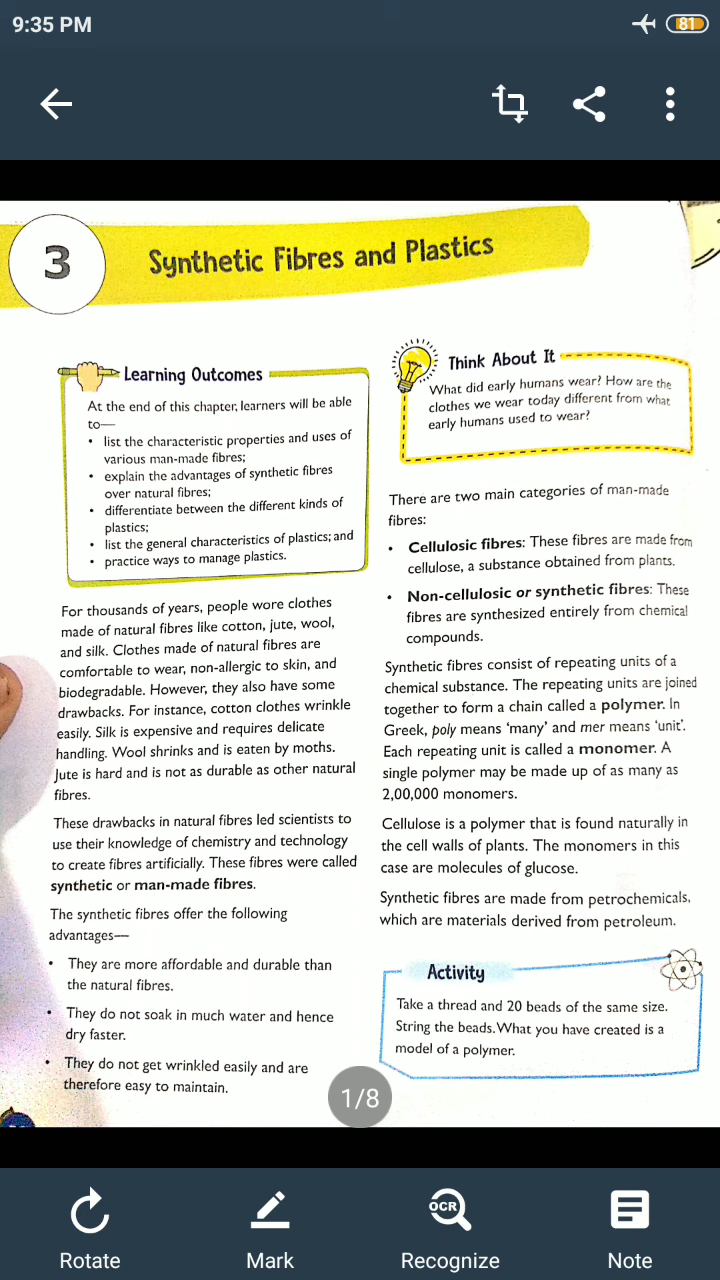 9:35 PM
81
3
Synthetic Fibres and Plastics
Learning Outcomes
At the end of this chapter, learners will be able
to—
• list the characteristic properties and uses of
various man-made fibres;
• explain the advantages of synthetic fibres
over natural fibres;
• differentiate between the different kinds of
plastics;
• list the general characteristics of plastics; and
• practice ways to manage plastics.
For thousands of years, people wore clothes
made of natural fibres like cotton, jute, wool,
and silk. Clothes made of natural fibres are
comfortable to wear, non-allergic to skin, and
biodegradable. However, they also have some
drawbacks. For instance, cotton clothes wrinkle
easily. Silk is expensive and requires delicate
handling. Wool shrinks and is eaten by moths.
Jute is hard and is not as durable as other natural
fibres.
These drawbacks in natural fibres led scientists to
use their knowledge of chemistry and technology
to create fibres artificially. These fibres were called
synthetic or man-made fibres.
The synthetic fibres offer the following
advantages—
• They are more affordable and durable than
the natural fibres.
• They do not soak in much water and hence
dry faster.
• They do not get wrinkled easily and are
therefore easy to maintain.
Think About It
What did early humans wear? How are the
clothes we wear today different from what
early humans used to wear?
There are two main categories of man-made
fibres:
• Cellulosic fibres: These fibres are made from
cellulose, a substance obtained from plants.
• Non-cellulosic or synthetic fibres: These
fibres are synthesized entirely from chemical
compounds.
Synthetic fibres consist of repeating units of a
chemical substance. The repeating units are joined
together to form a chain called a polymer. In
Greek, poly means ‘many’ and mer means ‘unit’.
Each repeating unit is called a monomer. A
single polymer may be made up of as many as
2,00,000 monomers.
Cellulose is a polymer that is found naturally in
the cell walls of plants. The monomers in this
case are molecules of glucose.
Synthetic fibres are made from petrochemicals,
which are materials derived from petroleum.
Activity
Take a thread and 20 beads of the same size.
String the beads. What you have created is a
model of a polymer.
1/8
OCR
Rotate
Mark
Recognize
Note